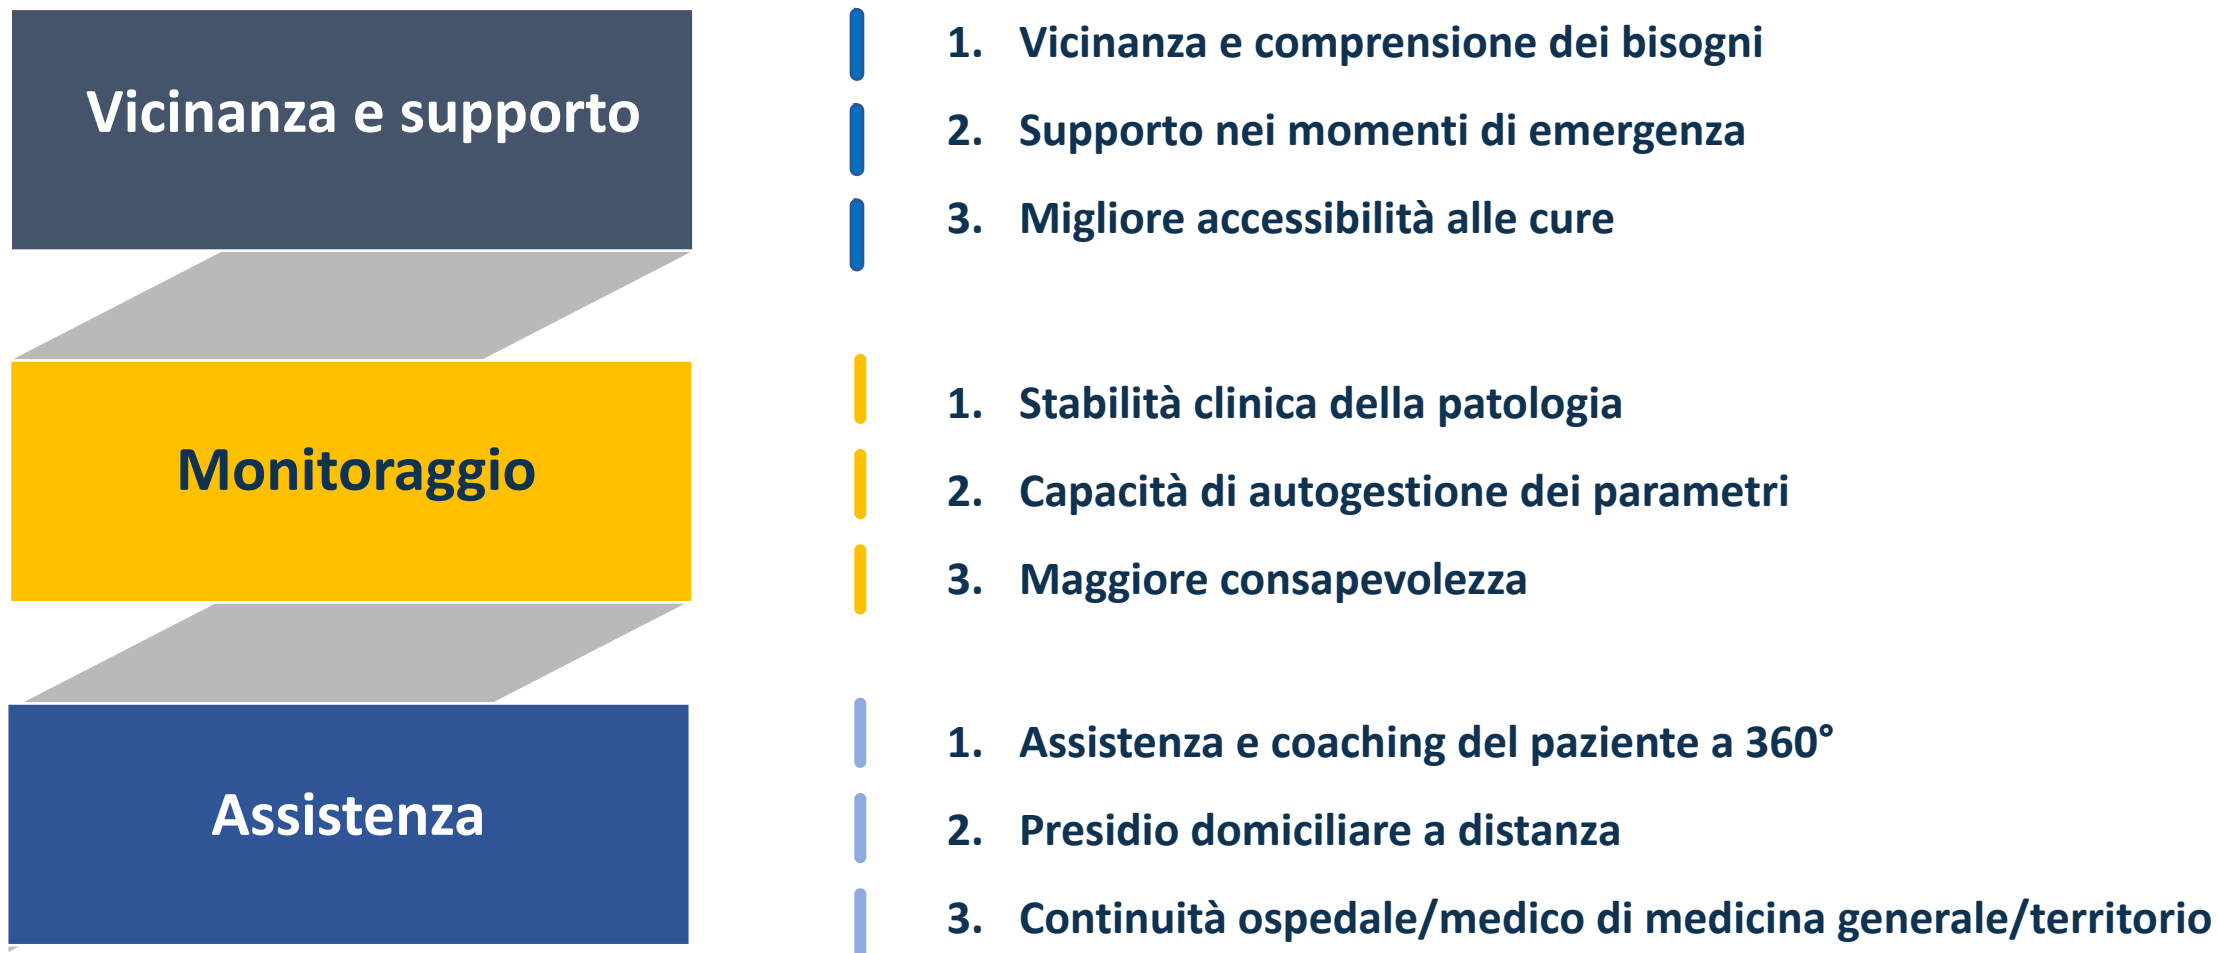 Vicinanza e supporto
1. Vicinanza e comprensione dei bisogni
2. Supporto nei momenti di emergenza
3. Migliore accessibilità alle cure
Monitoraggio
1. Stabilità clinica della patologia
2. Capacità di autogestione dei parametri
3. Maggiore consapevolezza
Assistenza
1. Assistenza e coaching del paziente a 360°
2. Presidio domiciliare a distanza
3. Continuità ospedale/medico di medicina generale/territorio